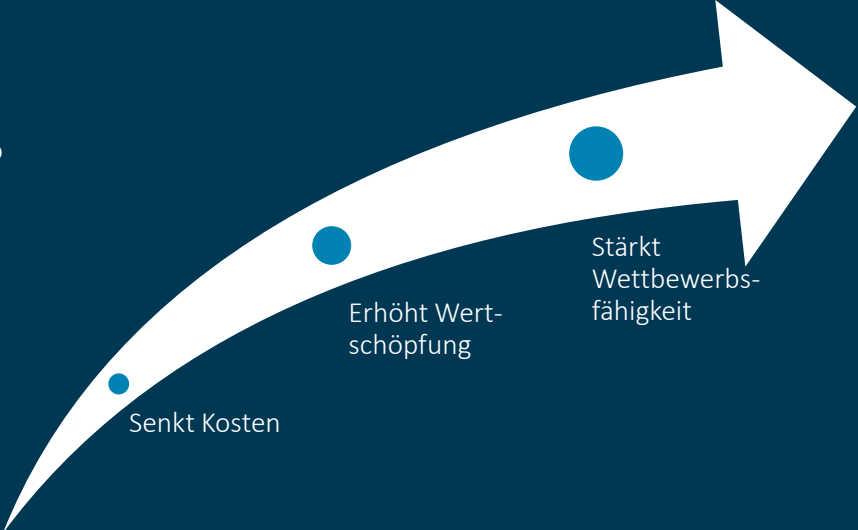 Stärkt
Wettbewerbs-
fähigkeit
Erhöht Wert-
schöpfung
Senkt Kosten